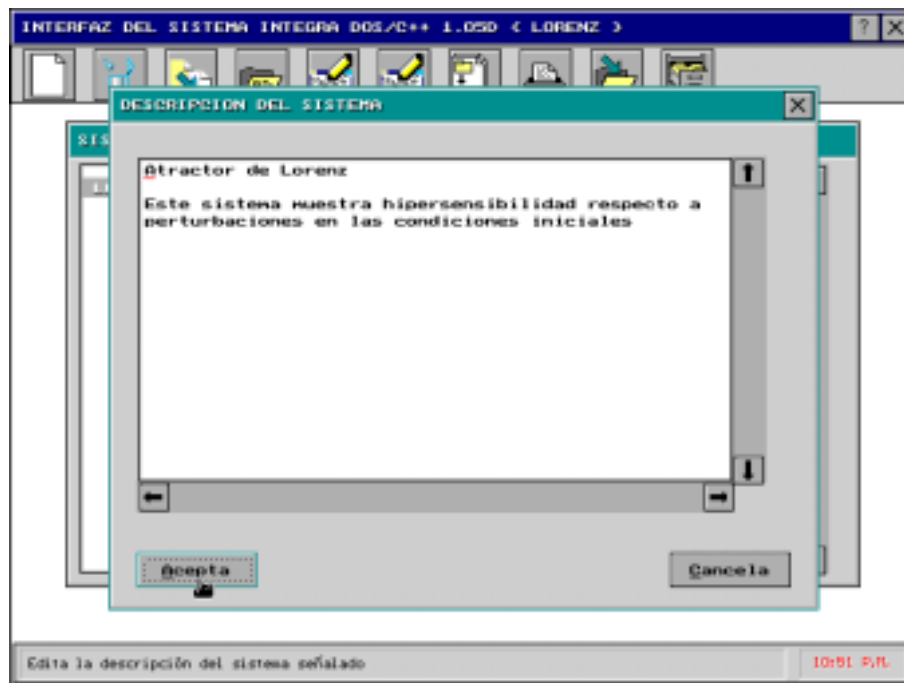 INTERFAZ DEL SISTEMA INTEGRA DOS/C++ 1.05D < LORENZ >
?
DESCRIPCION DEL SISTEMA
SIS
Atractor de Lorenz
Este sistema muestra hipersensibilidad respecto a
perturbaciones en las condiciones iniciales
Acepta
Cancela
Edita la descripción del sistema señalado
10:51 P.M.